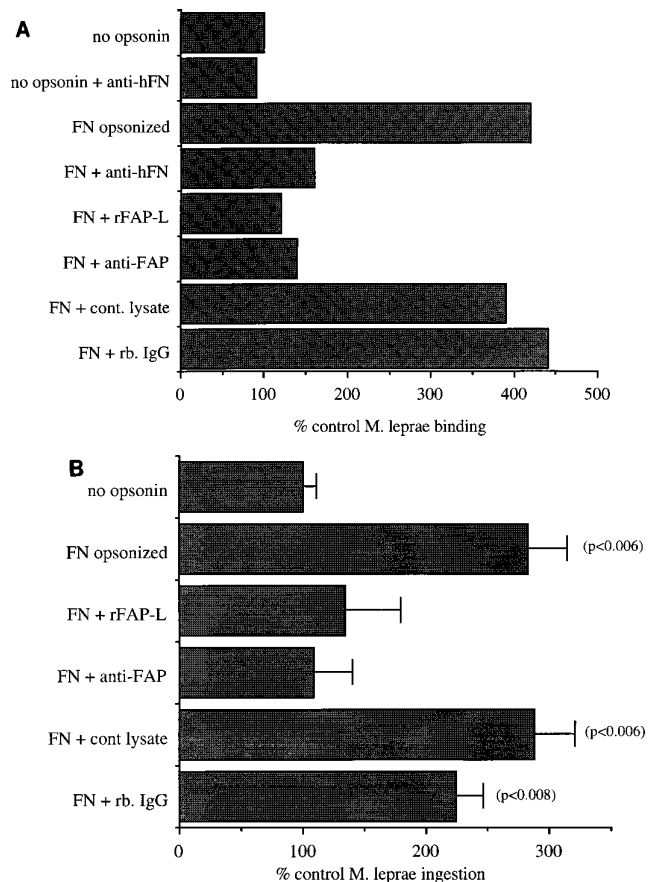 A
no opsonin
no opsonin + anti-hFN
FN opsonized
FN + anti-hFN
FN + rFAP-L
FN + anti-FAP
FN + cont. lysate
FN + rb. IgG
0 100 200 300 400 500
% control M. leprae binding
B
no opsonin
FN opsonized (p<0.006)
FN + rFAP-L
FN + anti-FAP
FN + cont lysate (p<0.006)
FN + rb. IgG (p<0.008)
0 100 200 300
% control M. leprae ingestion